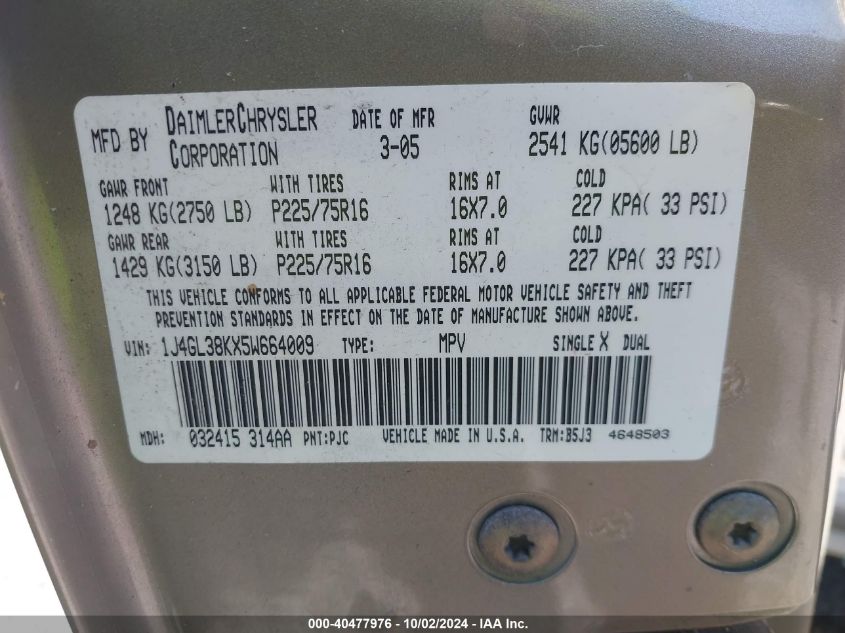 MFD BY DAIMLERCHRYSLER CORPORATION DATE OF MFR 3-05 GVWR 2541 KG(05600 LB)
GAWR FRONT WITH TIRES RIMS AT COLD
1248 KG(2750 LB) P225/75R16 16X7.0 227 KPA( 33 PSI)
GAWR REAR WITH TIRES RIMS AT COLD
1429 KG(3150 LB) P225/75R16 16X7.0 227 KPA( 33 PSI)
THIS VEHICLE CONFORMS TO ALL APPLICABLE FEDERAL MOTOR VEHICLE SAFETY AND THEFT
PREVENTION STANDARDS IN EFFECT ON THE DATE OF MANUFACTURE SHOWN ABOVE.
VIN: 1J4GL38KX5W664009 TYPE: MPV SINGLE X DUAL
MDH: 032415 314AA PNT:PJC VEHICLE MADE IN U.S.A. TRM:B5J3 4648503
000-40477976 - 10/02/2024 - IAA Inc.